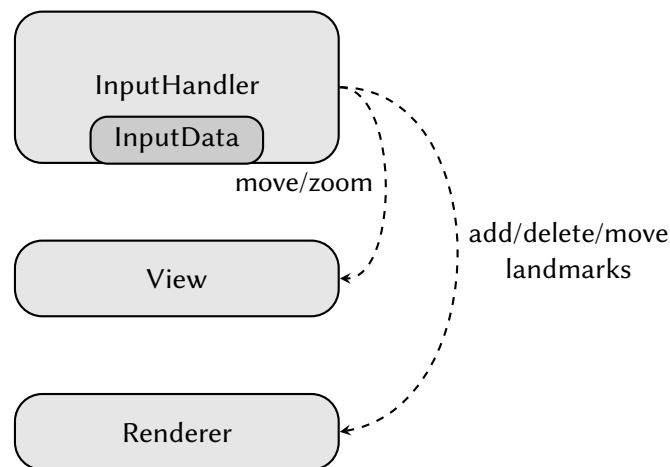 InputHandler
InputData
move/zoom
add/delete/move
landmarks
View
Renderer